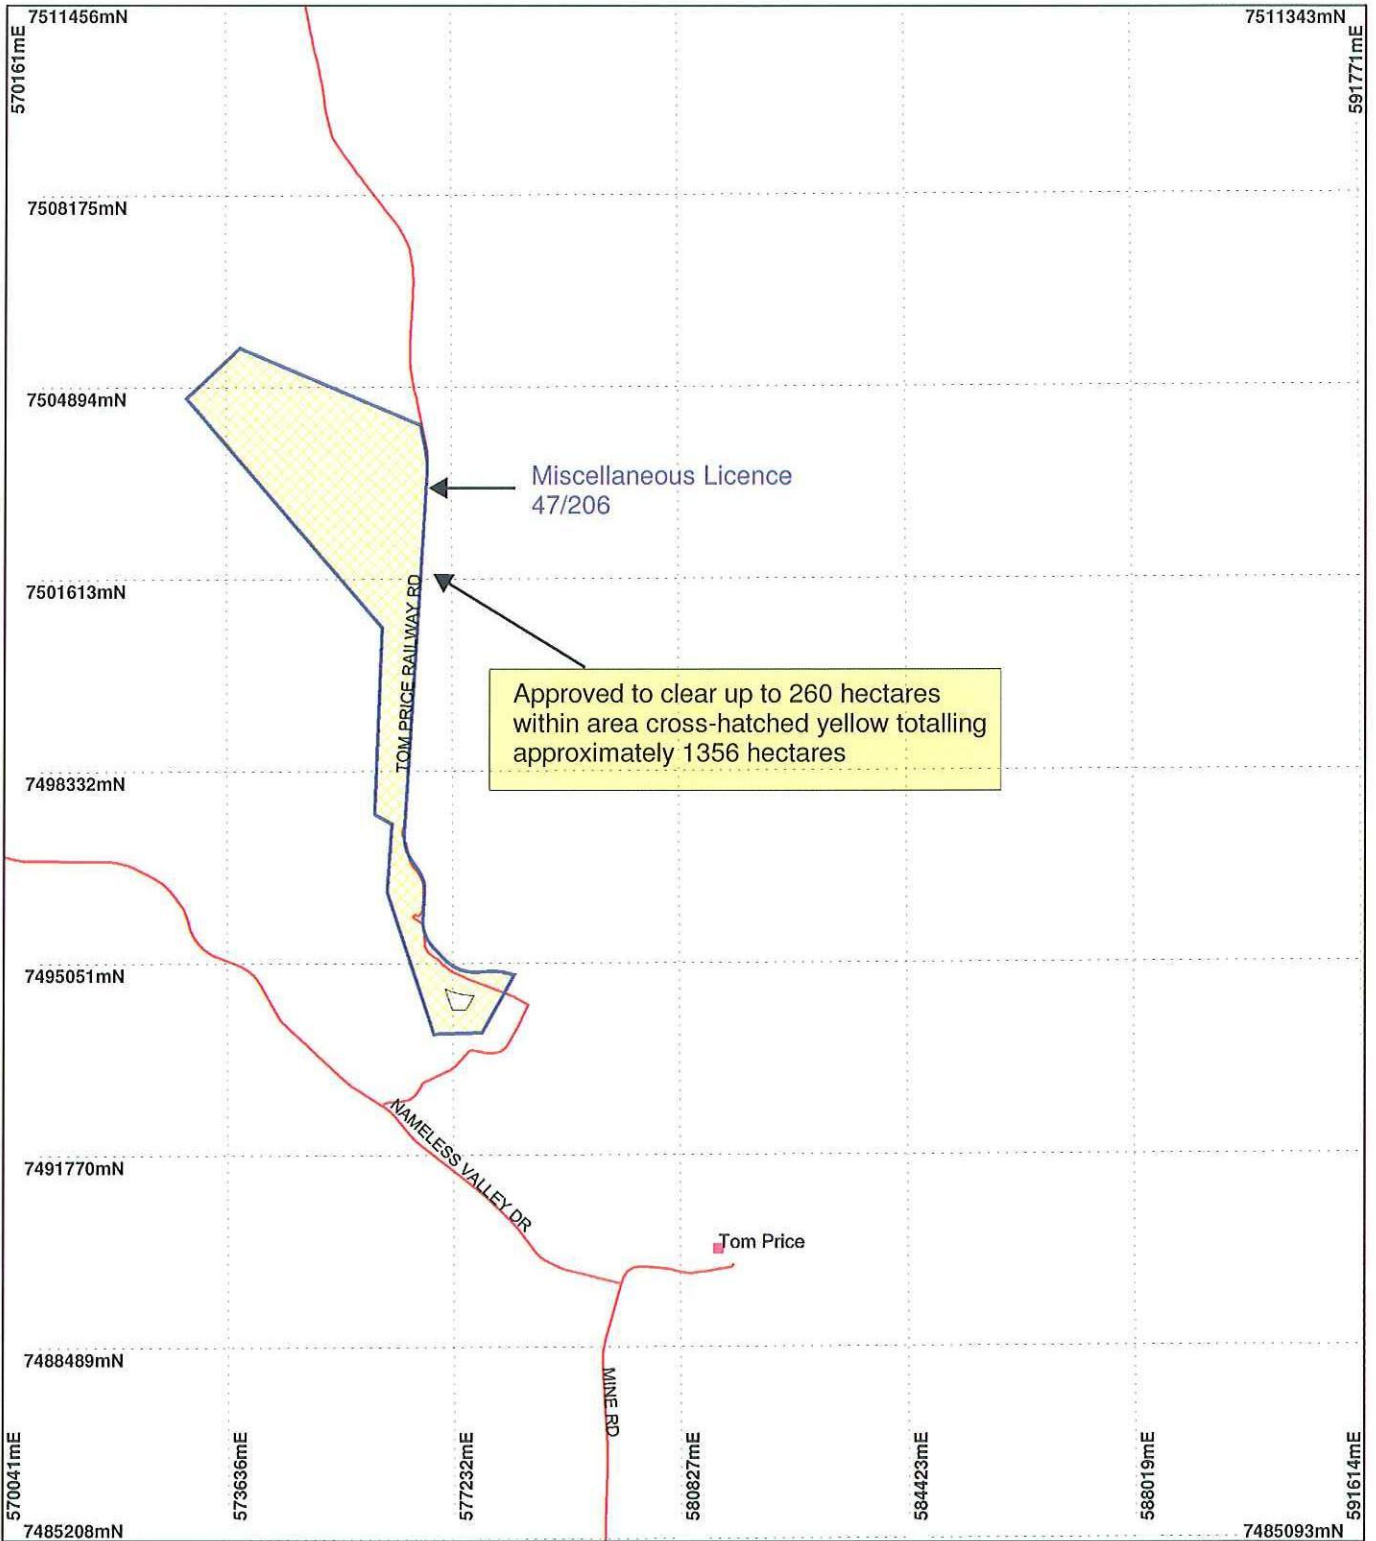 7511456mN
7511343mN
570161mE
591771mE
7508175mN
7504894mN
Miscellaneous Licence
47/206
7501613mN
TOM PRICE RAILWAY RD
Approved to clear up to 260 hectares
within area cross-hatched yellow totalling
approximately 1356 hectares
7498332mN
7495051mN
NAMELESS VALLEY DR
7491770mN
Tom Price
7488489mN
MINE RD
570041mE
573636mE
577232mE
580827mE
584423mE
588019mE
591614mE
7485208mN
7485093mN